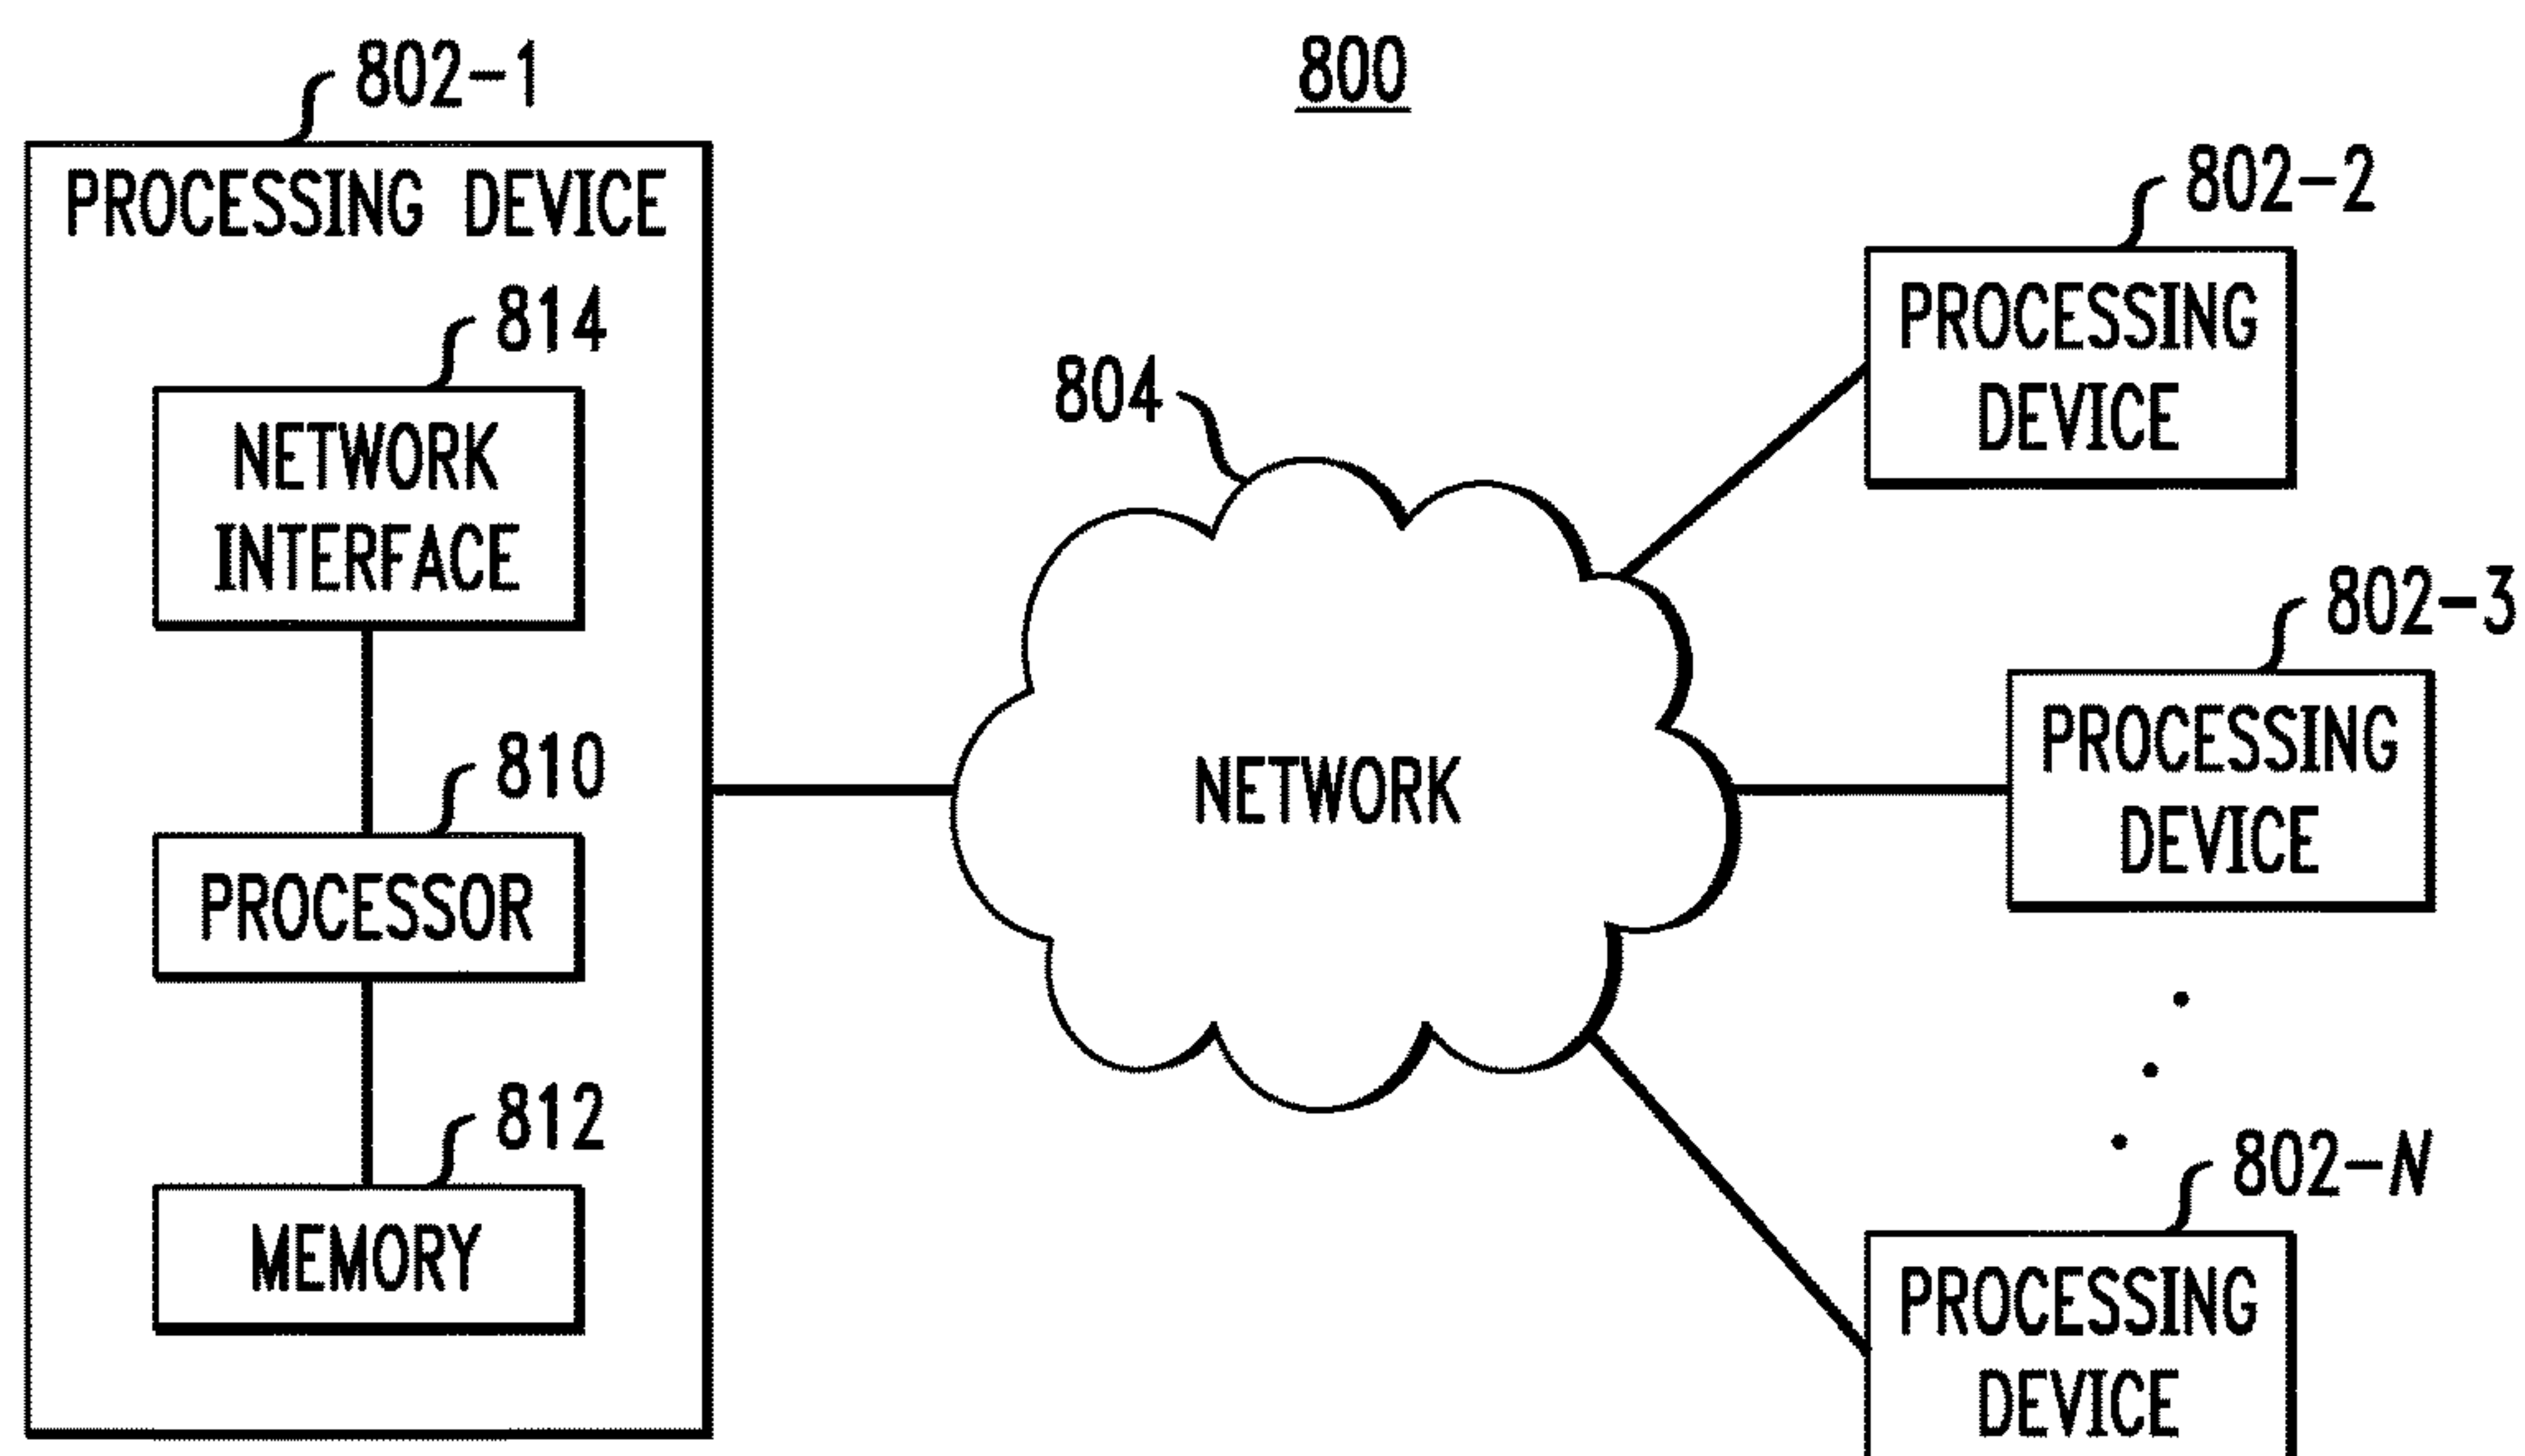 800
802-1
PROCESSING DEVICE
814
NETWORK
INTERFACE
810
PROCESSOR
812
MEMORY
804
NETWORK
802-2
PROCESSING
DEVICE
802-3
PROCESSING
DEVICE
802-N
PROCESSING
DEVICE